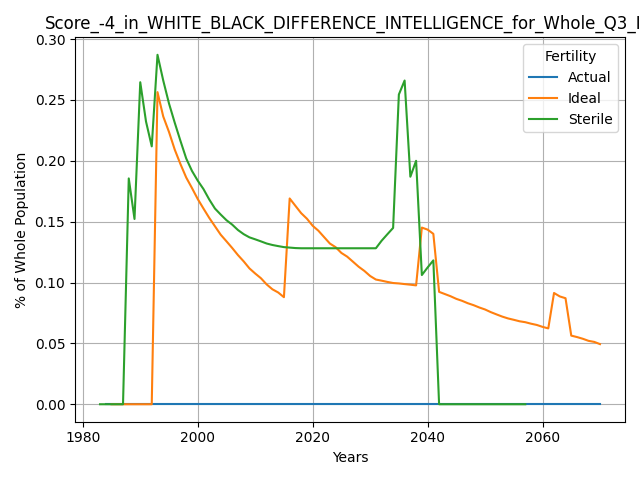 Score_-4_in_WHITE_BLACK_DIFFERENCE_INTELLIGENCE_for_Whole_Q3_
0.30
0.25
0.20
0.15
0.10
0.05
0.00
% of Whole Population
Fertility
Actual
Ideal
Sterile
1980 2000 2020 2040 2060
Years